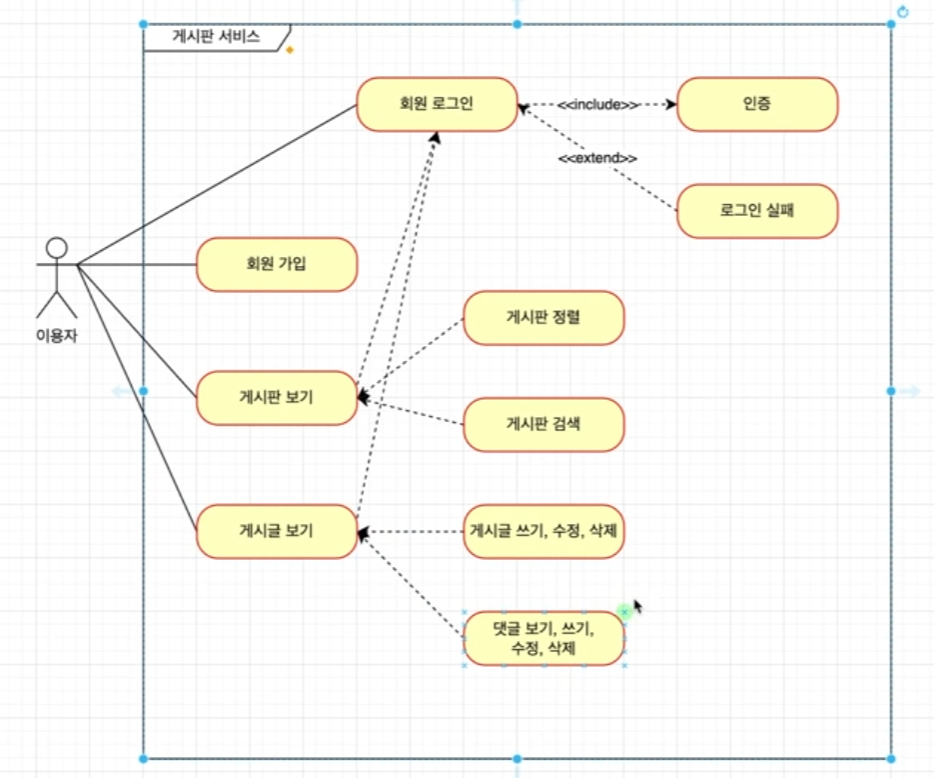 게시판 서비스
회원 로그인
<<include>>
인증
<<extend>>
로그인 실패
회원 가입
이용자
게시판 정렬
게시판 보기
게시판 검색
게시글 보기
게시글 쓰기, 수정, 삭제
댓글 보기, 쓰기,
수정, 삭제